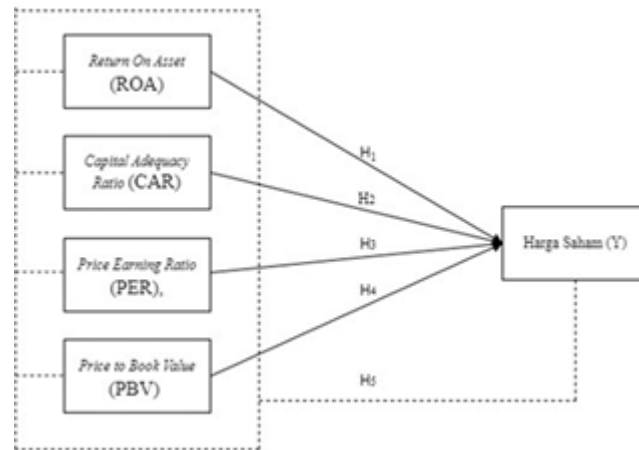 Return On Asset
(ROA)
Capital Adequacy
Ratio (CAR)
Price Earning Ratio
(PER),
Price to Book Value
(PBV)
H1
H2
H3
H4
H5
Harga Saham (Y)